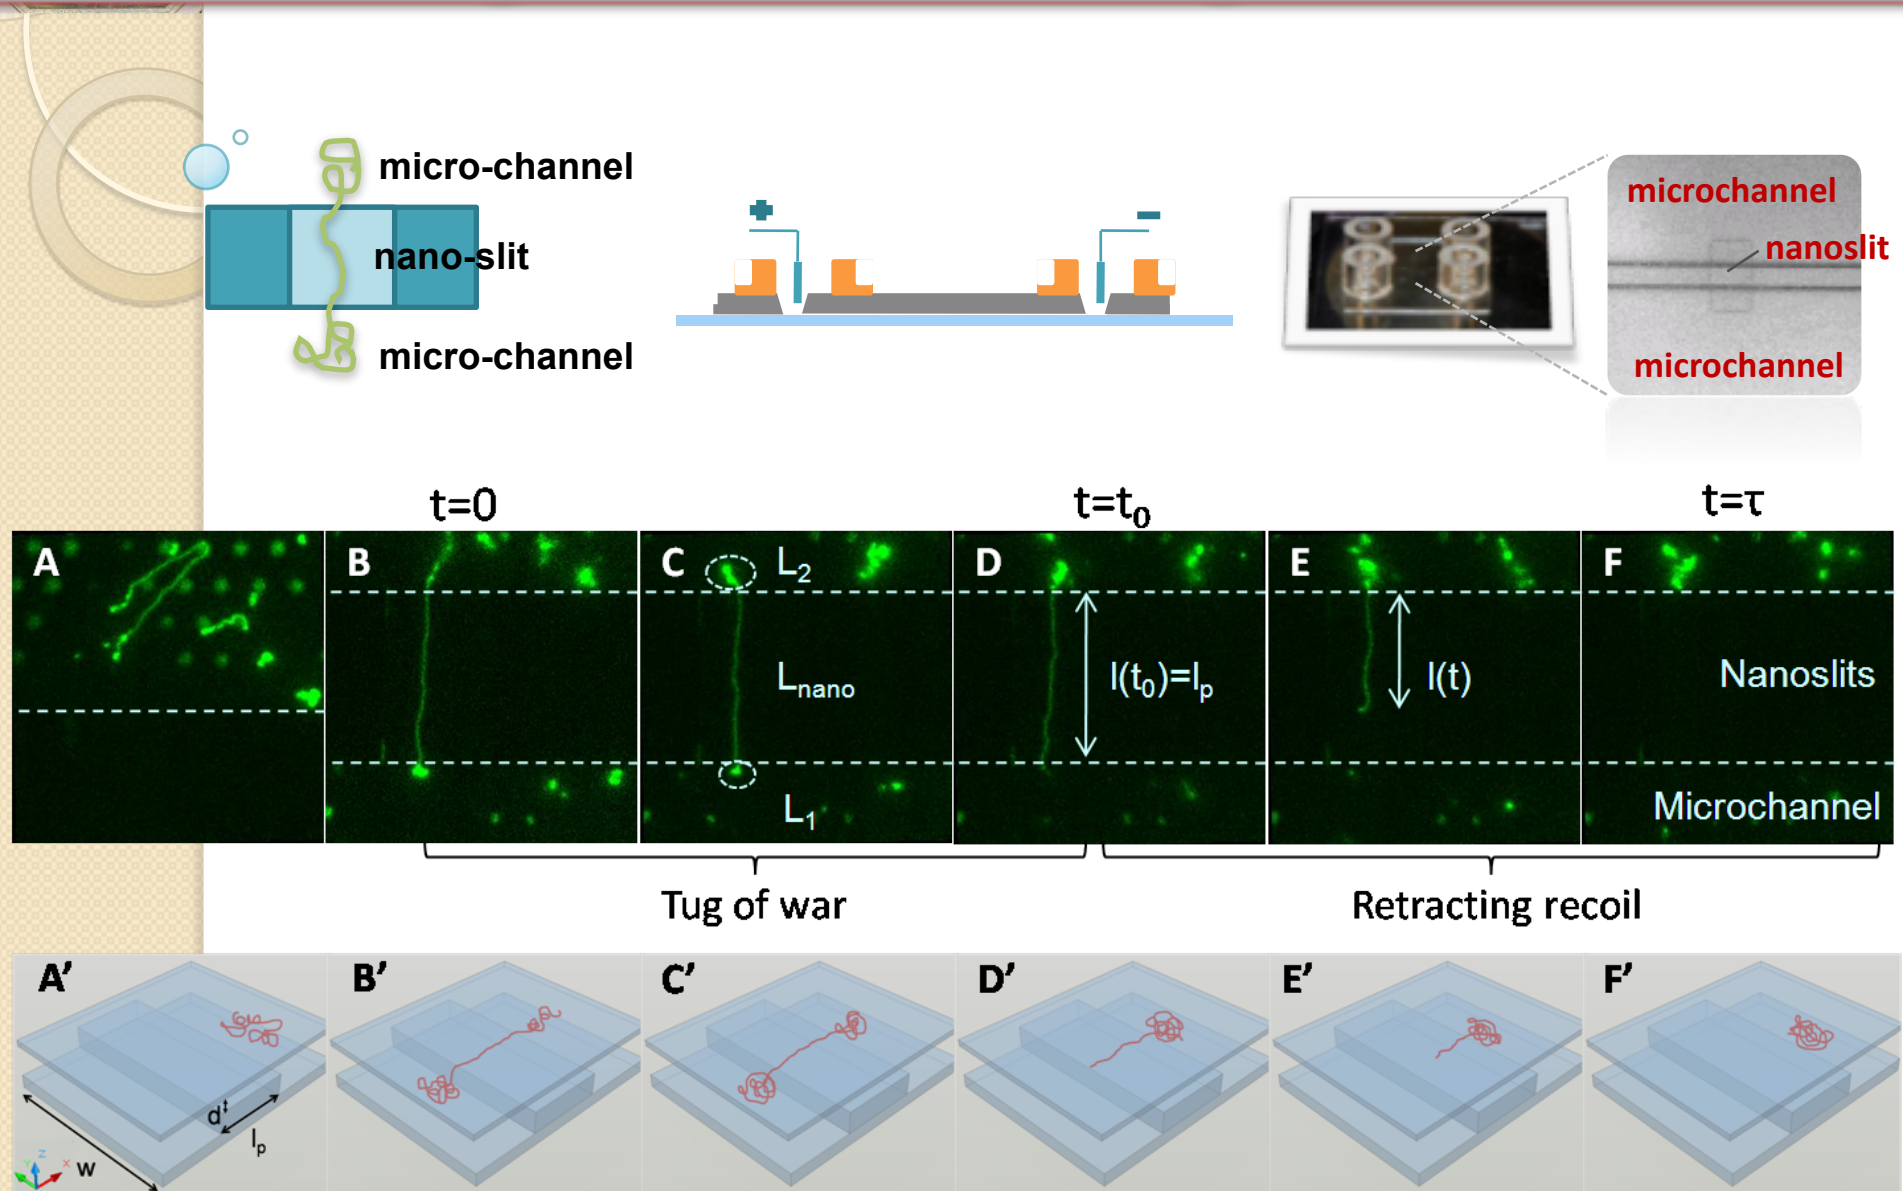 micro-channel
nano-slit
micro-channel
+
−
microchannel
nanoslit
microchannel
t=0
t=t₀
t=τ
A
B
C
L₂
D
E
F
Lnano
l(t₀)=lₚ
l(t)
Nanoslits
L₁
Microchannel
Tug of war
Retracting recoil
A’
B’
C’
D’
E’
F’
d
lₚ
w
Y
Z
X